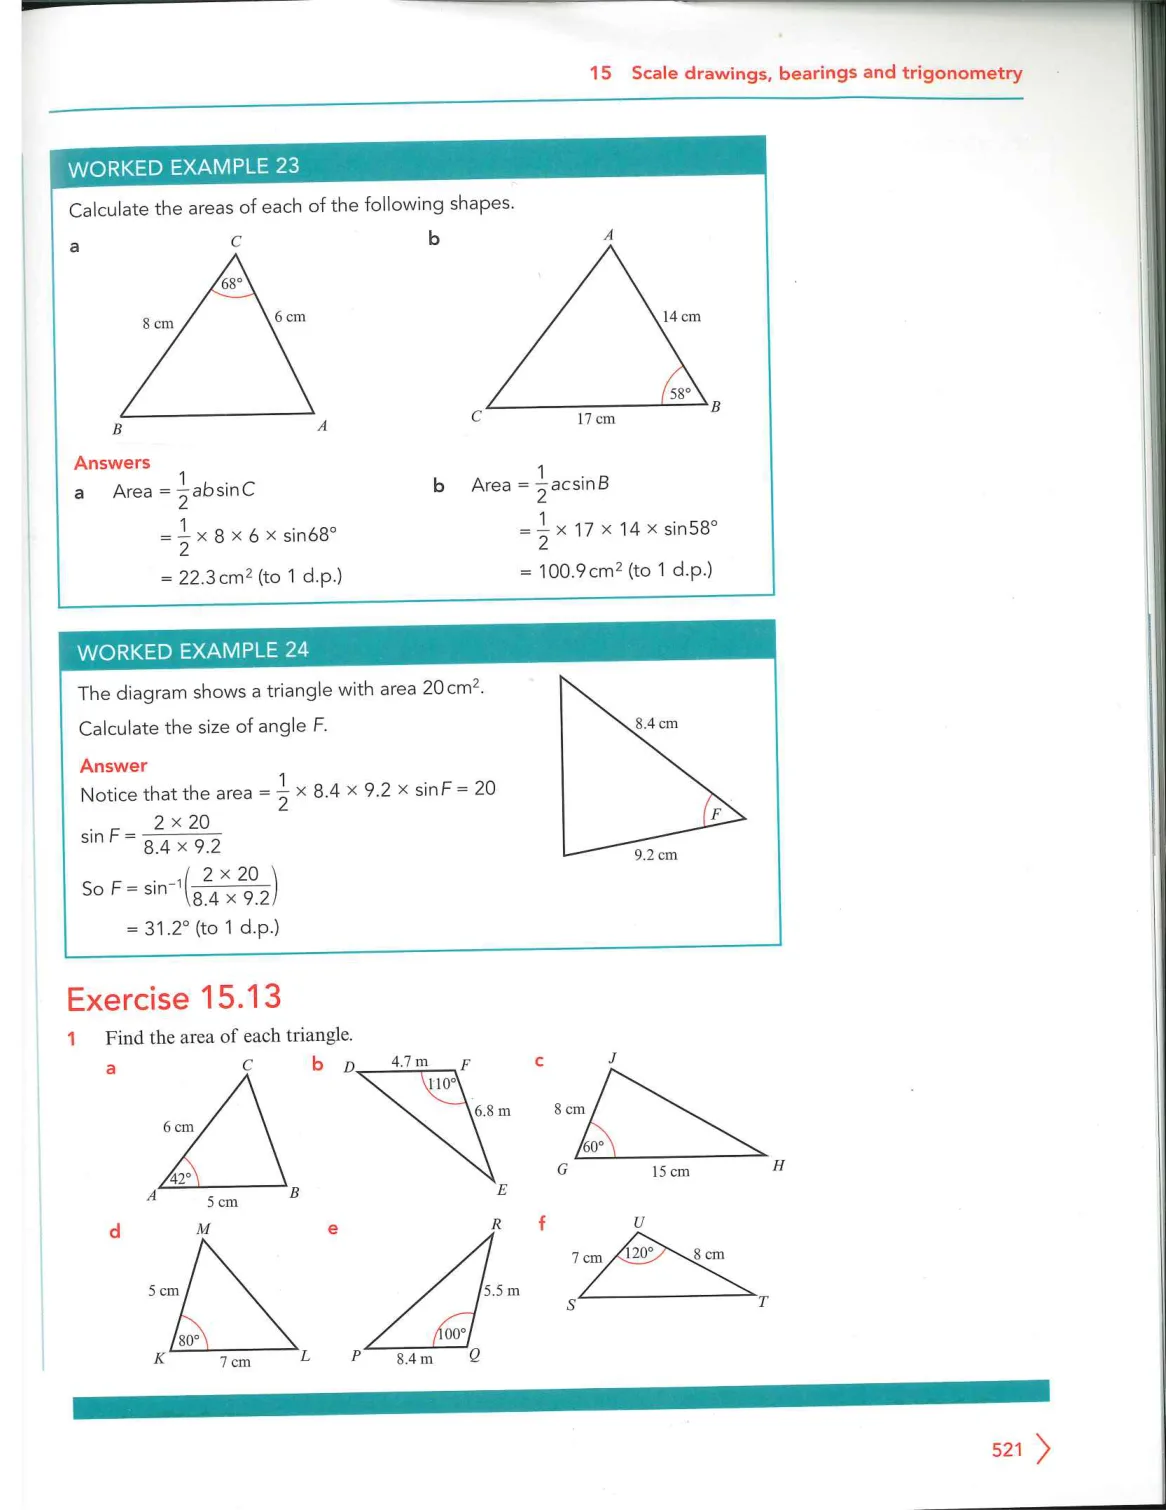 15 Scale drawings, bearings and trigonometry
WORKED EXAMPLE 23
Calculate the areas of each of the following shapes.
a
C
68°
8 cm
6 cm
B
A
b
A
14 cm
58°
C
17 cm
B
Answers
a Area = 1/2 ab sin C
= 1/2 × 8 × 6 × sin68°
= 22.3 cm² (to 1 d.p.)
b Area = 1/2 ac sin B
= 1/2 × 17 × 14 × sin58°
= 100.9 cm² (to 1 d.p.)
WORKED EXAMPLE 24
The diagram shows a triangle with area 20 cm².
Calculate the size of angle F.
8.4 cm
F
9.2 cm
Answer
Notice that the area = 1/2 × 8.4 × 9.2 × sin F = 20
sin F = (2 × 20)/(8.4 × 9.2)
So F = sin⁻¹((2 × 20)/(8.4 × 9.2))
= 31.2° (to 1 d.p.)
Exercise 15.13
1 Find the area of each triangle.
a
C
6 cm
42°
A
5 cm
B
b
D
4.7 m
F
110°
6.8 m
E
c
J
8 cm
60°
G
15 cm
H
d
M
5 cm
80°
K
7 cm
L
e
R
5.5 m
100°
P
8.4 m
Q
f
U
7 cm
120°
8 cm
S
T
521